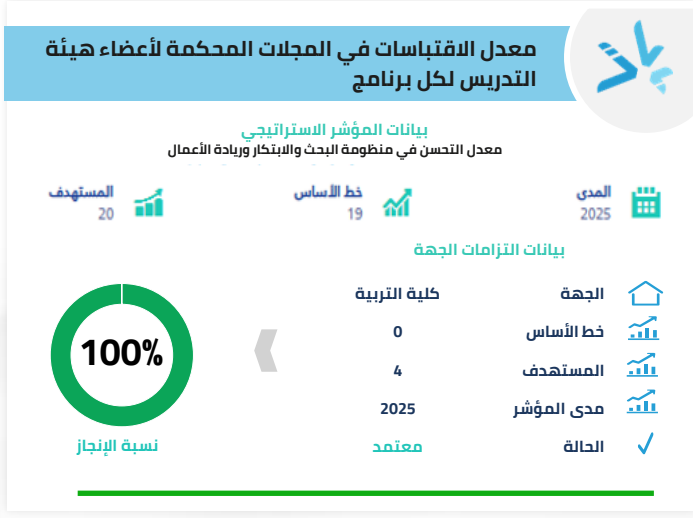 معدل الاقتباسات في المجلات المحكمة لأعضاء هيئة
التدريس لكل برنامج
بيانات المؤشر الاستراتيجي
معدل التحسن في منظومة البحث والابتكار وريادة الأعمال
المدى
2025
خط الأساس
19
المستهدف
20
بيانات التزامات الجهة
الجهة كلية التربية
خط الأساس 0
المستهدف 4
مدى المؤشر 2025
الحالة معتمد
100%
نسبة الإنجاز